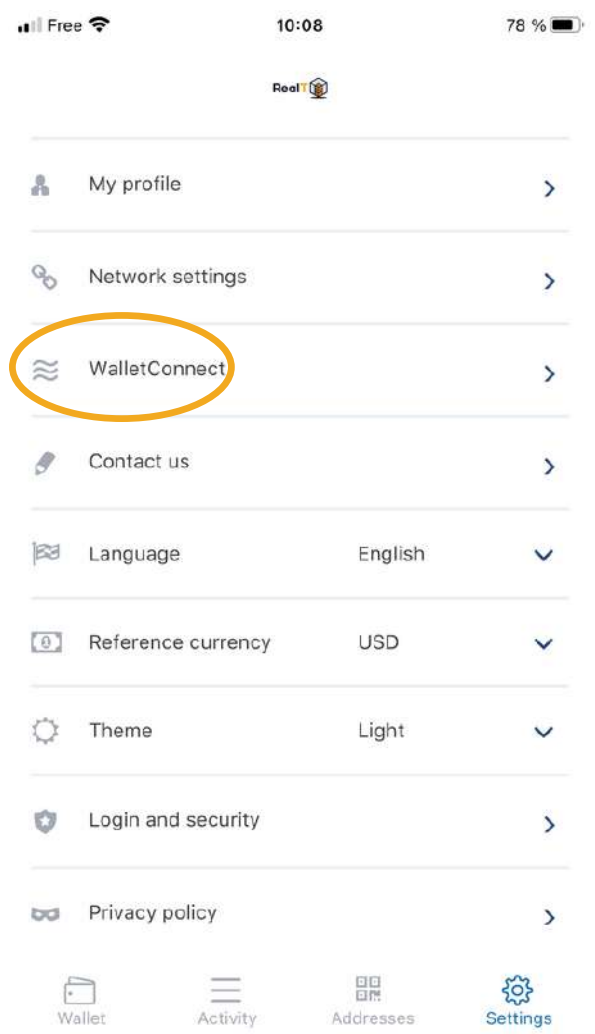 Free 10:08 78 %
RealT
My profile
Network settings
WalletConnect
Contact us
Language English
Reference currency USD
Theme Light
Login and security
Privacy policy
Wallet Activity Addresses Settings